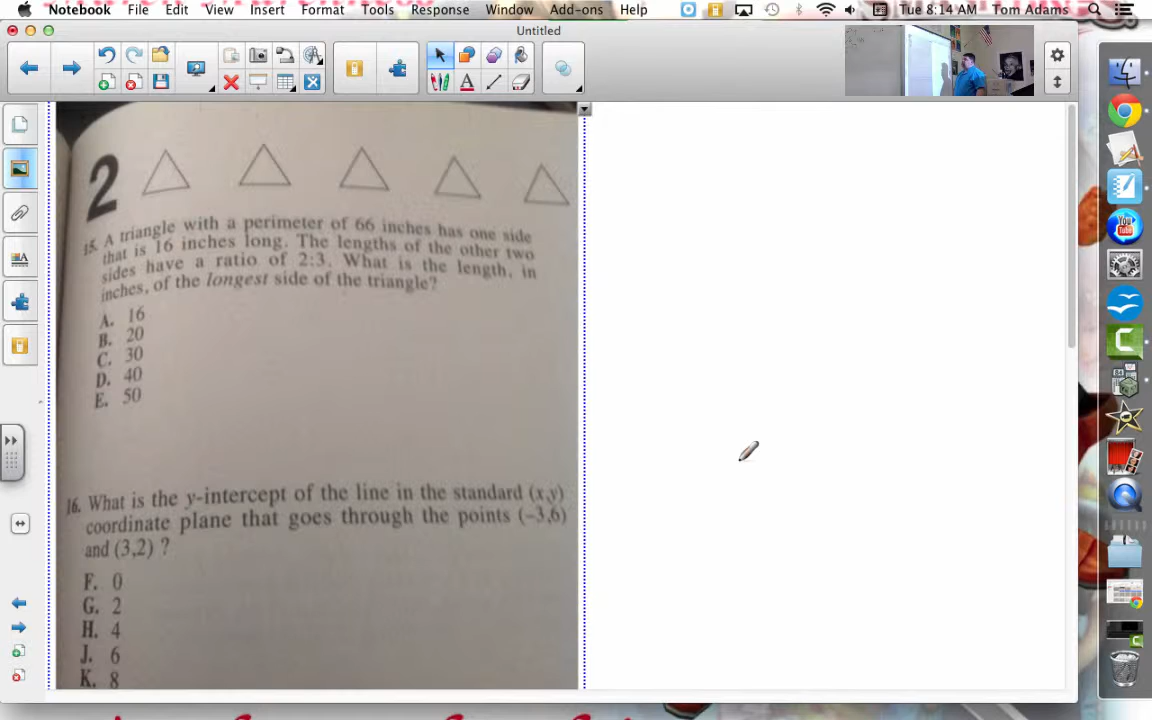 Notebook File Edit View Insert Format Tools Response Window Add-ons Help Tue 8:14 AM Tom Adams
Untitled
2
15. A triangle with a perimeter of 66 inches has one side
that is 16 inches long. The lengths of the other two
sides have a ratio of 2:3. What is the length, in
inches, of the longest side of the triangle?
A. 16
B. 20
C. 30
D. 40
E. 50
16. What is the y-intercept of the line in the standard (x,y)
coordinate plane that goes through the points (–3,6)
and (3,2) ?
F. 0
G. 2
H. 4
J. 6
K. 8